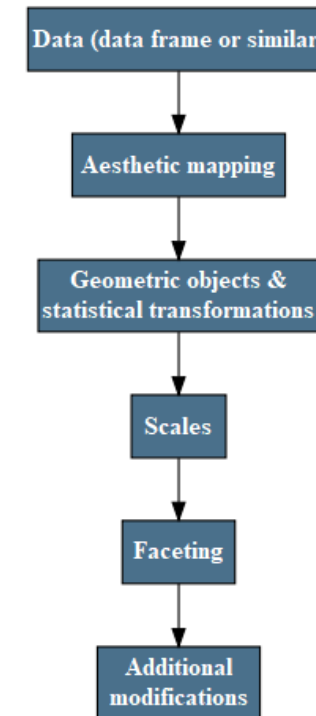 Data (data frame or similar
Aesthetic mapping
Geometric objects &
statistical transformations
Scales
Faceting
Additional
modifications